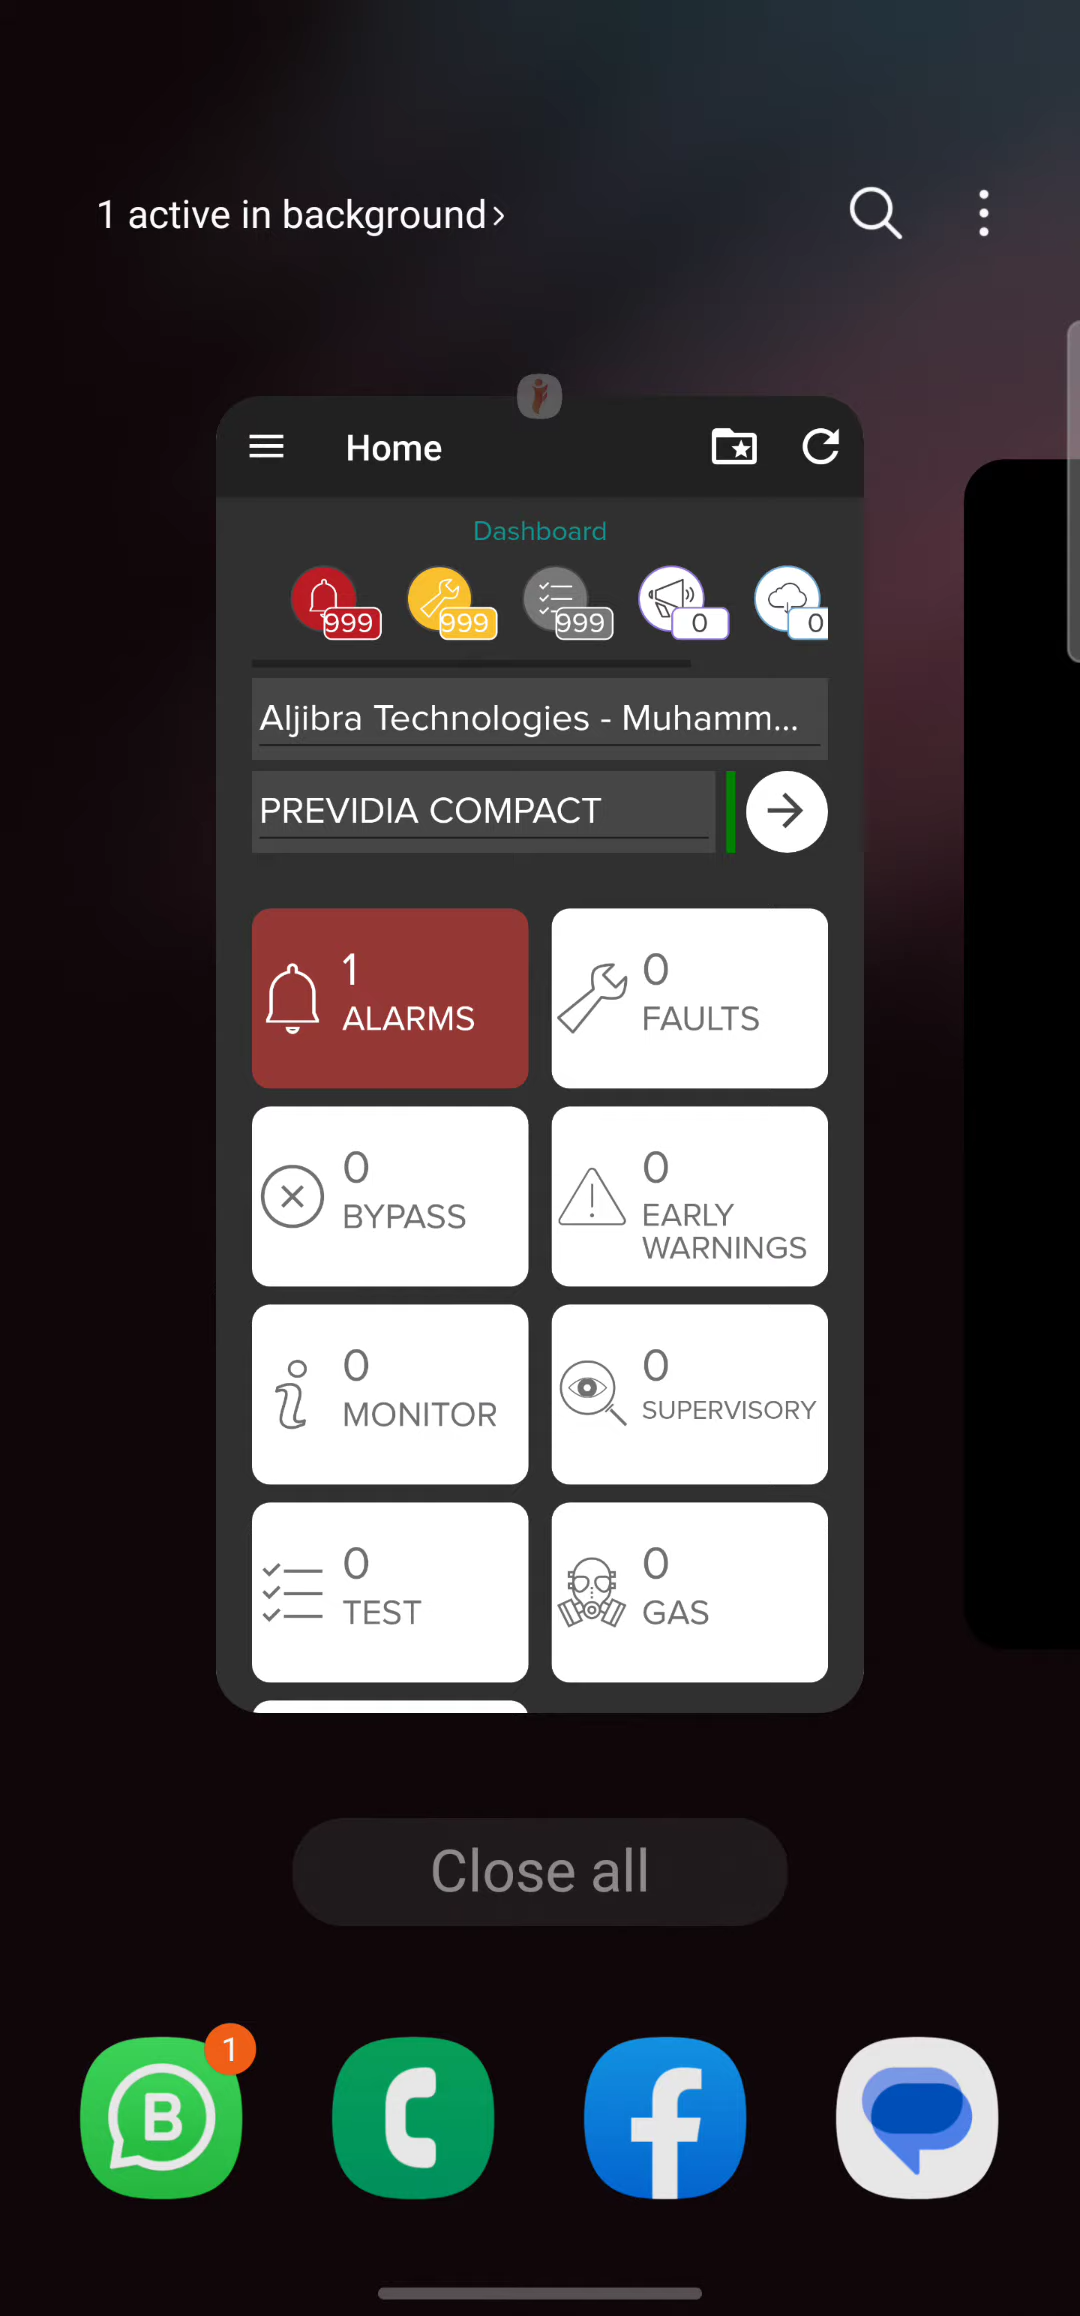 1 active in background >
Home
Dashboard
999 999 999 0 0
Aljibra Technologies - Muhamm...
PREVIDIA COMPACT
1
ALARMS
0
FAULTS
0
BYPASS
0
EARLY
WARNINGS
0
MONITOR
0
SUPERVISORY
0
TEST
0
GAS
Close all
1
B